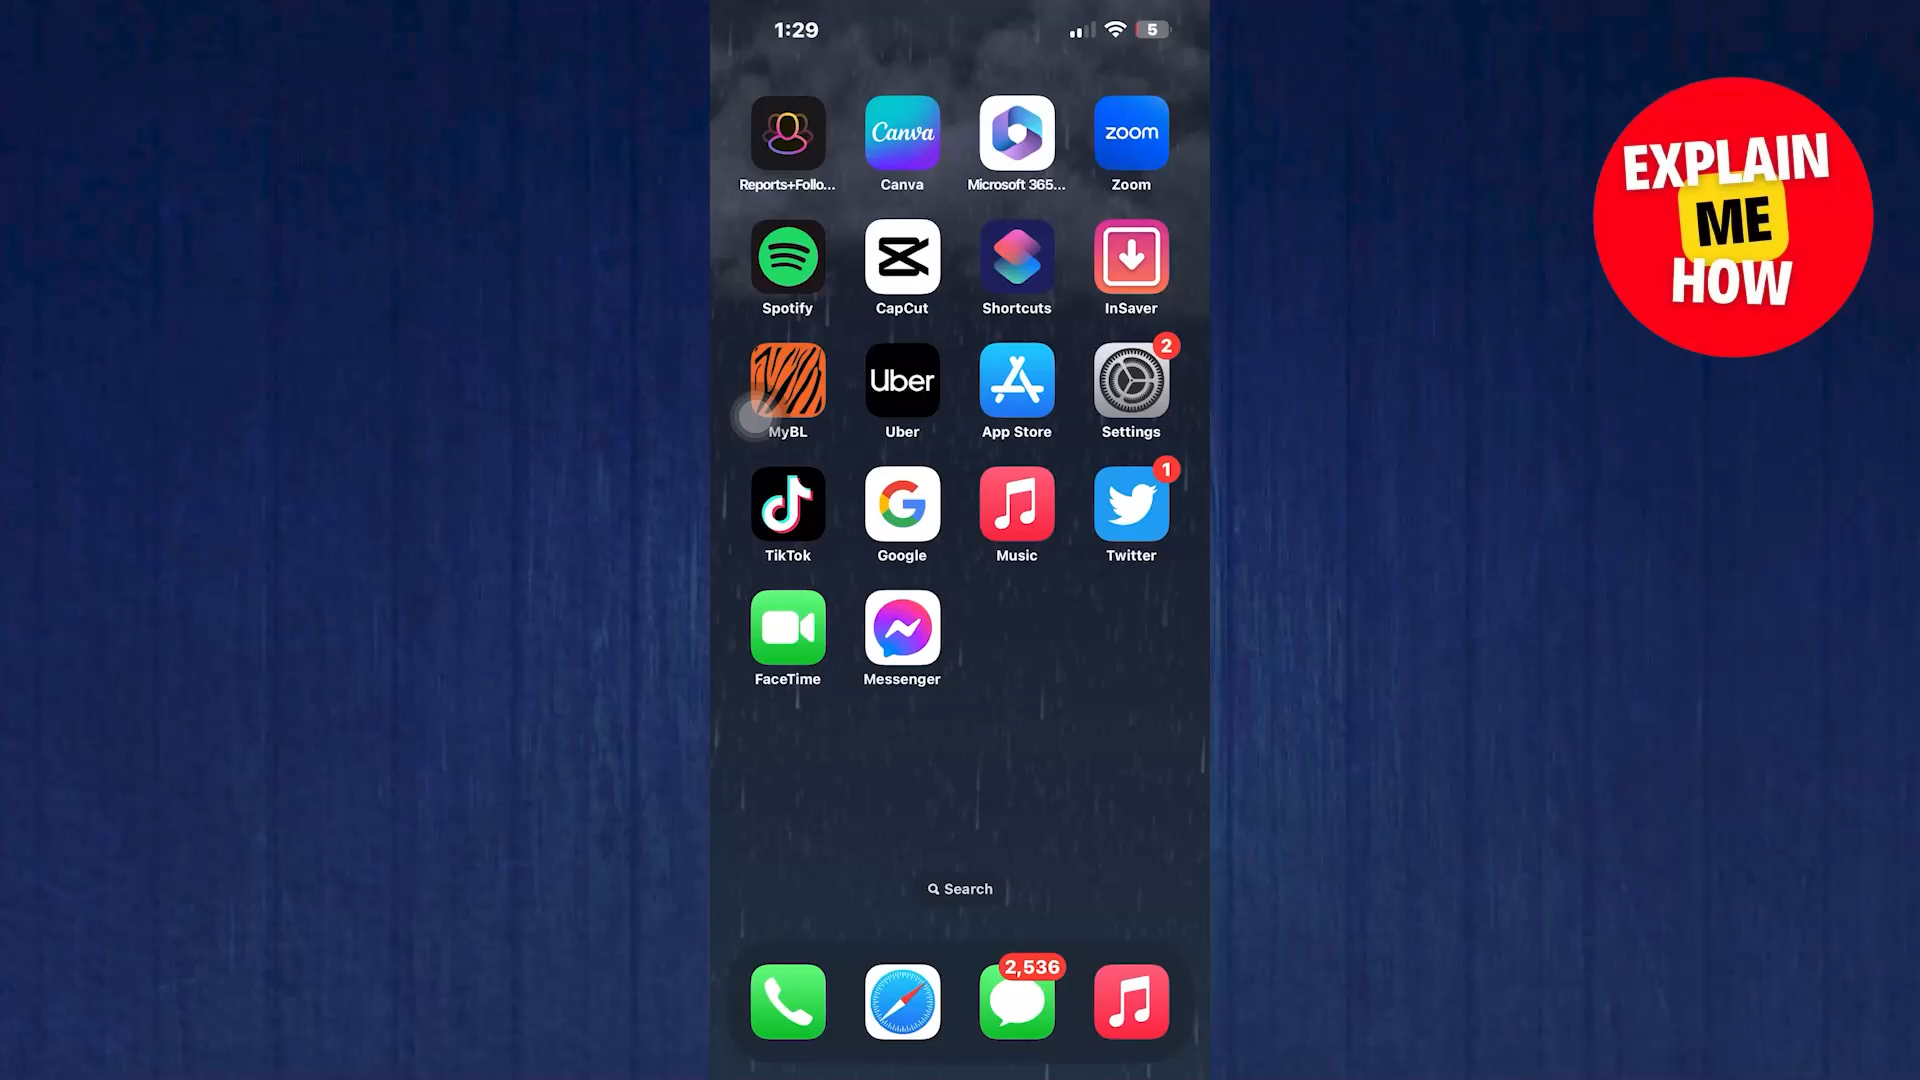 1:29
5
EXPLAIN
ME
HOW
Canva
zoom
Reports+Follo...
Canva
Microsoft 365...
Zoom
Spotify
CapCut
Shortcuts
InSaver
2
Uber
MyBL
Uber
App Store
Settings
1
TikTok
Google
Music
Twitter
FaceTime
Messenger
Search
2,536